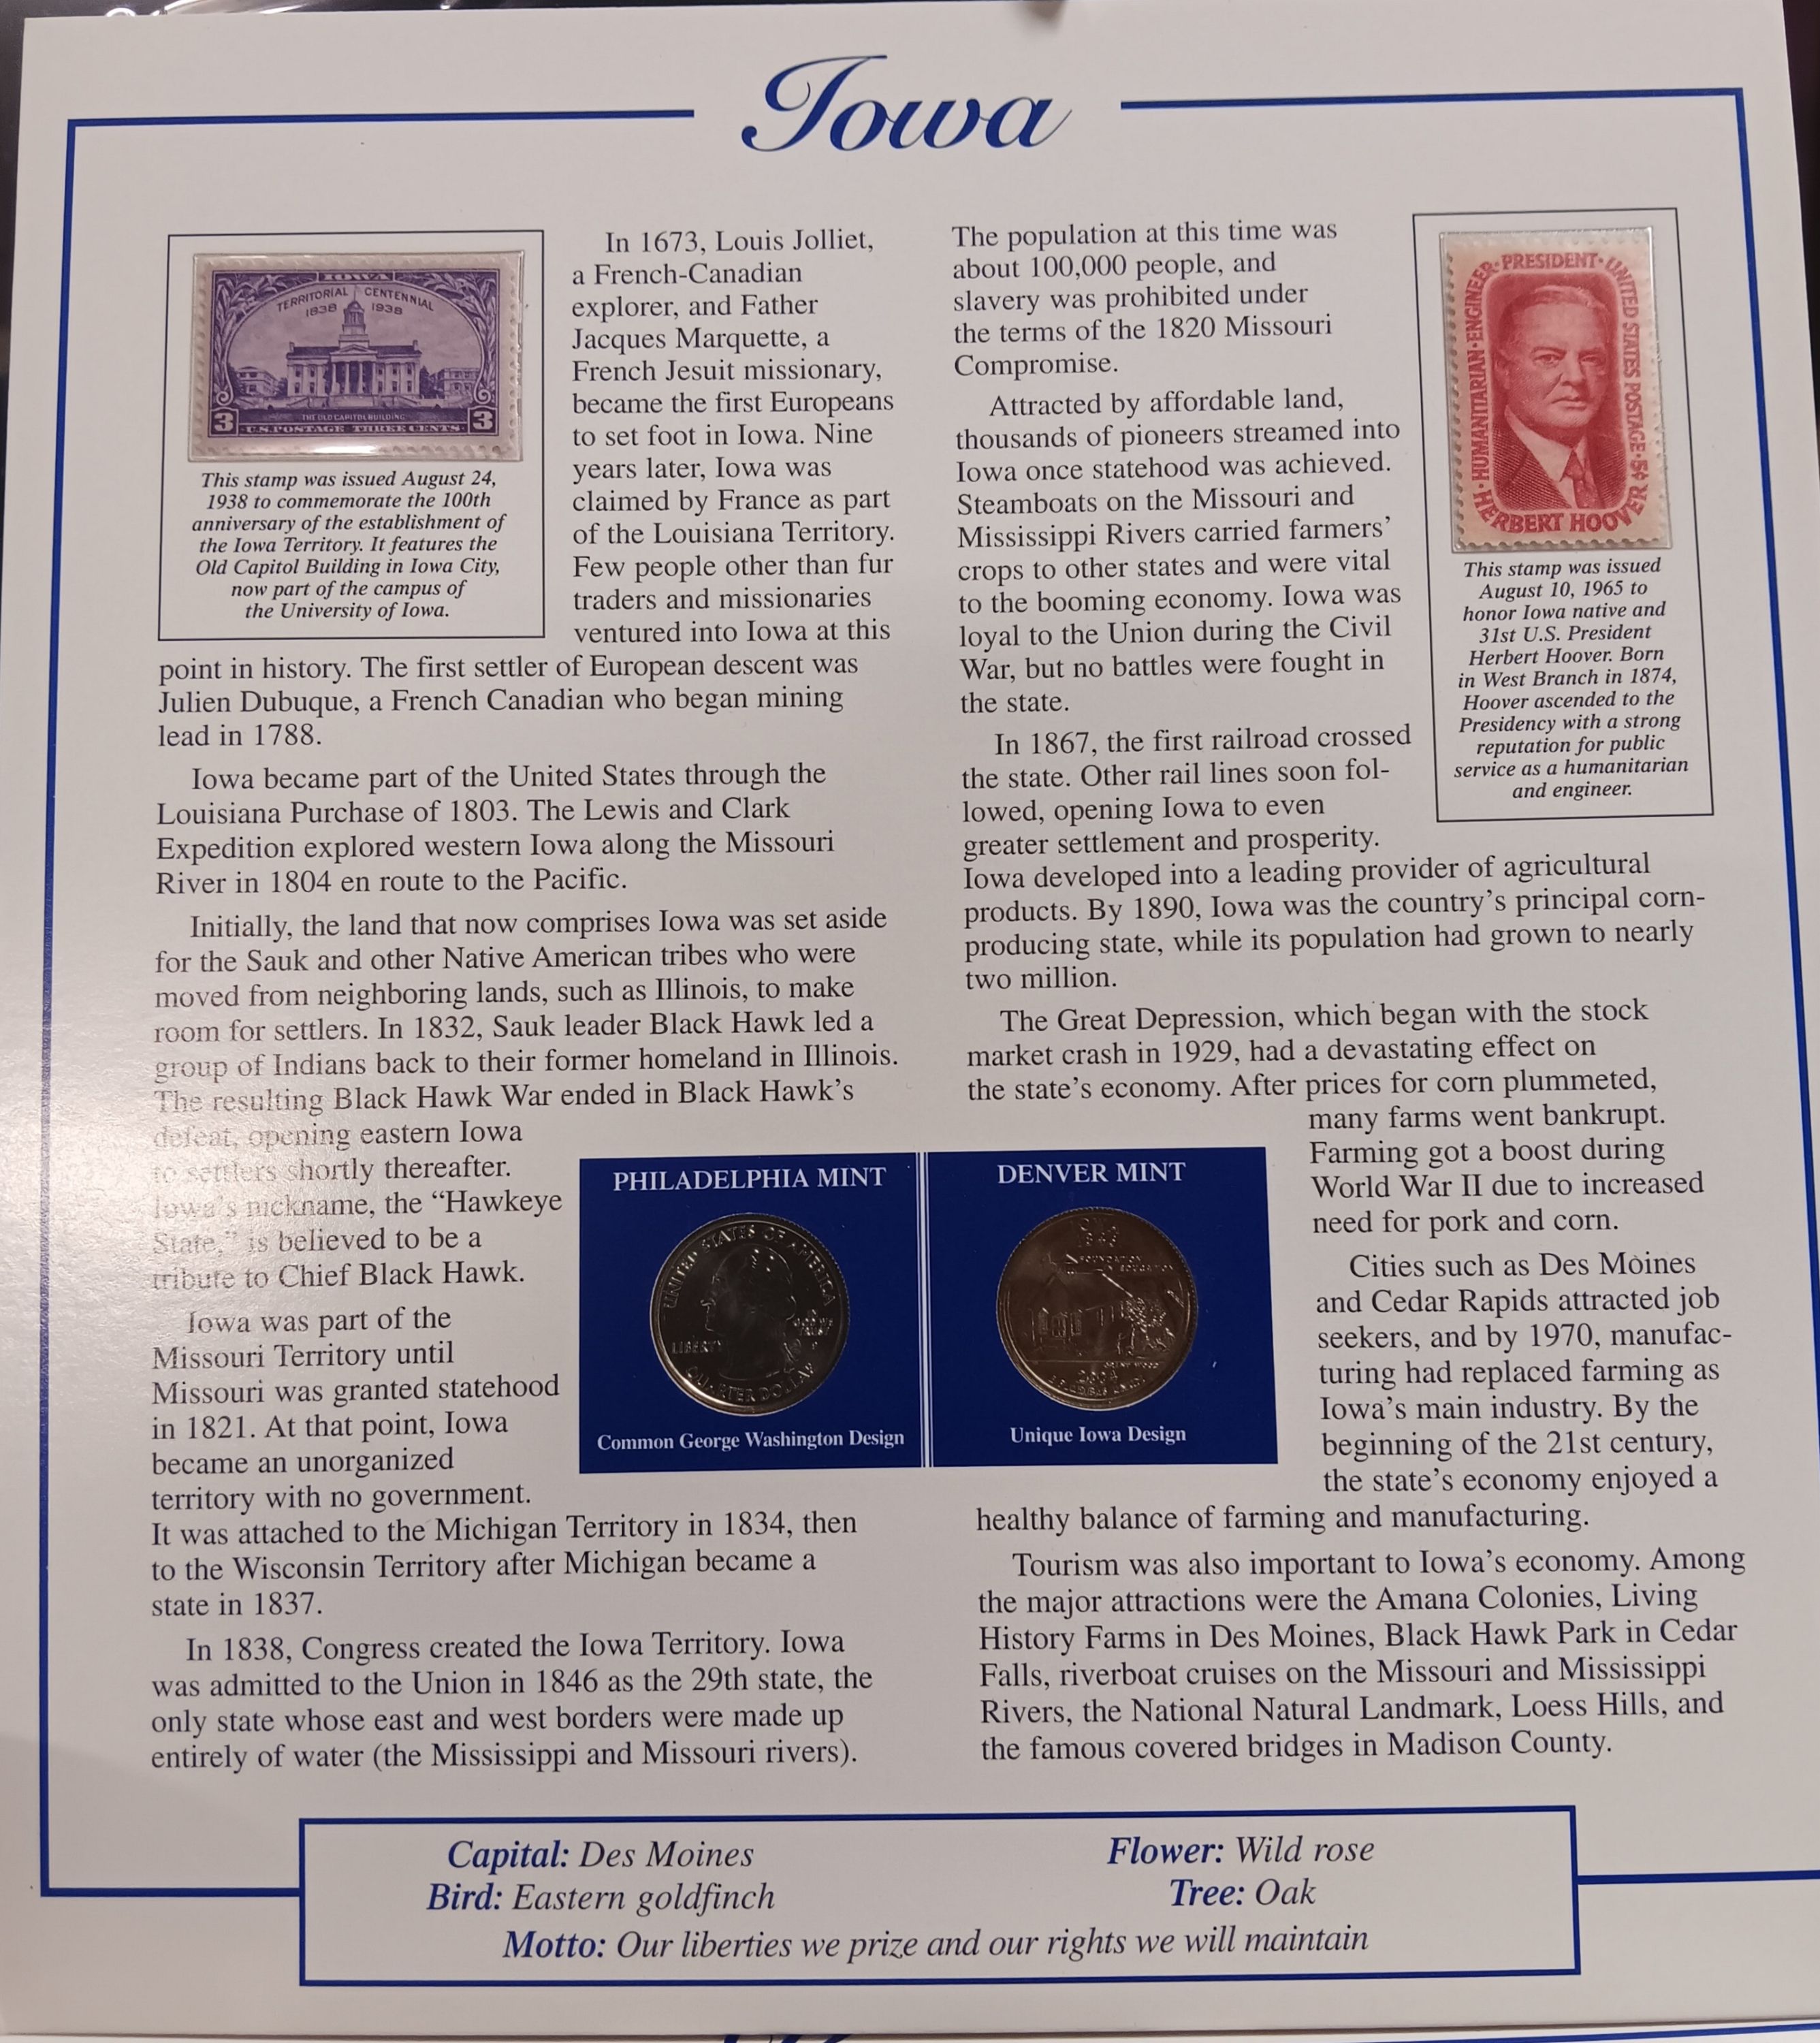 Iowa
IOWA
TERRITORIAL CENTENNIAL
1838 1938
THE OLD CAPITOL BUILDING
3 U.S. POSTAGE THREE CENTS 3
This stamp was issued August 24,
1938 to commemorate the 100th
anniversary of the establishment of
the Iowa Territory. It features the
Old Capitol Building in Iowa City,
now part of the campus of
the University of Iowa.
In 1673, Louis Jolliet,
a French-Canadian
explorer, and Father
Jacques Marquette, a
French Jesuit missionary,
became the first Europeans
to set foot in Iowa. Nine
years later, Iowa was
claimed by France as part
of the Louisiana Territory.
Few people other than fur
traders and missionaries
ventured into Iowa at this
point in history. The first settler of European descent was
Julien Dubuque, a French Canadian who began mining
lead in 1788.
Iowa became part of the United States through the
Louisiana Purchase of 1803. The Lewis and Clark
Expedition explored western Iowa along the Missouri
River in 1804 en route to the Pacific.
Initially, the land that now comprises Iowa was set aside
for the Sauk and other Native American tribes who were
moved from neighboring lands, such as Illinois, to make
room for settlers. In 1832, Sauk leader Black Hawk led a
group of Indians back to their former homeland in Illinois.
The resulting Black Hawk War ended in Black Hawk's
defeat, opening eastern Iowa
to settlers shortly thereafter.
Iowa's nickname, the "Hawkeye
State," is believed to be a
tribute to Chief Black Hawk.
Iowa was part of the
Missouri Territory until
Missouri was granted statehood
in 1821. At that point, Iowa
became an unorganized
territory with no government.
It was attached to the Michigan Territory in 1834, then
to the Wisconsin Territory after Michigan became a
state in 1837.
In 1838, Congress created the Iowa Territory. Iowa
was admitted to the Union in 1846 as the 29th state, the
only state whose east and west borders were made up
entirely of water (the Mississippi and Missouri rivers).
The population at this time was
about 100,000 people, and
slavery was prohibited under
the terms of the 1820 Missouri
Compromise.
Attracted by affordable land,
thousands of pioneers streamed into
Iowa once statehood was achieved.
Steamboats on the Missouri and
Mississippi Rivers carried farmers'
crops to other states and were vital
to the booming economy. Iowa was
loyal to the Union during the Civil
War, but no battles were fought in
the state.
In 1867, the first railroad crossed
the state. Other rail lines soon fol-
lowed, opening Iowa to even
greater settlement and prosperity.
Iowa developed into a leading provider of agricultural
products. By 1890, Iowa was the country's principal corn-
producing state, while its population had grown to nearly
two million.
The Great Depression, which began with the stock
market crash in 1929, had a devastating effect on
the state's economy. After prices for corn plummeted,
many farms went bankrupt.
Farming got a boost during
World War II due to increased
need for pork and corn.
Cities such as Des Moines
and Cedar Rapids attracted job
seekers, and by 1970, manufac-
turing had replaced farming as
Iowa's main industry. By the
beginning of the 21st century,
the state's economy enjoyed a
healthy balance of farming and manufacturing.
Tourism was also important to Iowa's economy. Among
the major attractions were the Amana Colonies, Living
History Farms in Des Moines, Black Hawk Park in Cedar
Falls, riverboat cruises on the Missouri and Mississippi
Rivers, the National Natural Landmark, Loess Hills, and
the famous covered bridges in Madison County.
HUMANITARIAN·ENGINEER·PRESIDENT·UNITED STATES POSTAGE·5¢
HERBERT HOOVER
This stamp was issued
August 10, 1965 to
honor Iowa native and
31st U.S. President
Herbert Hoover. Born
in West Branch in 1874,
Hoover ascended to the
Presidency with a strong
reputation for public
service as a humanitarian
and engineer.
PHILADELPHIA MINT
UNITED STATES OF AMERICA
LIBERTY
IN GOD WE
TRUST
P
QUARTER DOLLAR
Common George Washington Design
DENVER MINT
IOWA
1846
FOUNDATION
IN EDUCATION
GRANT WOOD
2004
E PLURIBUS UNUM
Unique Iowa Design
Capital: Des Moines
Flower: Wild rose
Bird: Eastern goldfinch
Tree: Oak
Motto: Our liberties we prize and our rights we will maintain